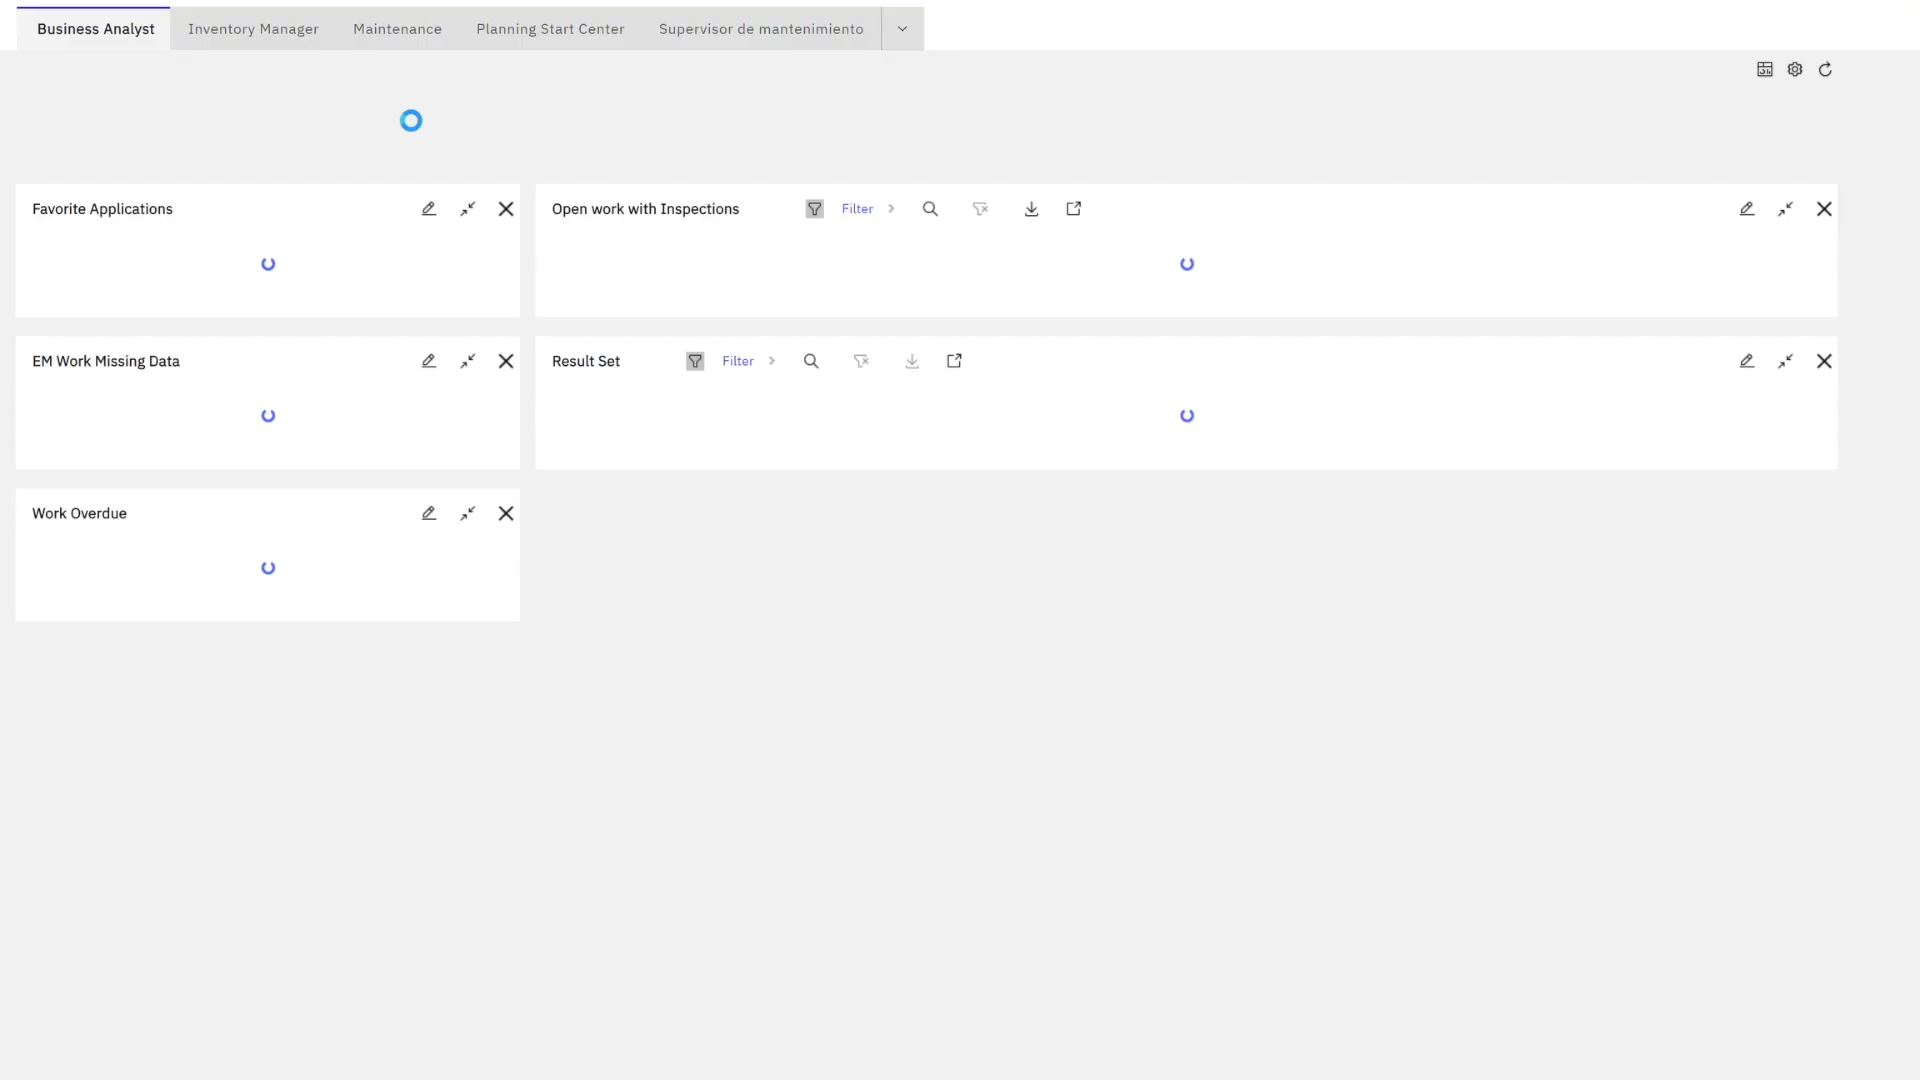 Business Analyst
Inventory Manager
Maintenance
Planning Start Center
Supervisor de mantenimiento
Favorite Applications
Open work with Inspections
Filter
EM Work Missing Data
Result Set
Filter
Work Overdue